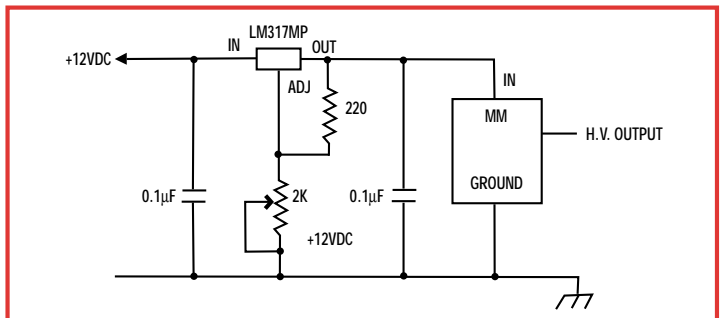 LM317MP
IN
OUT
+12VDC
ADJ
IN
220
MM
H.V. OUTPUT
GROUND
0.1µF
2K
0.1µF
+12VDC